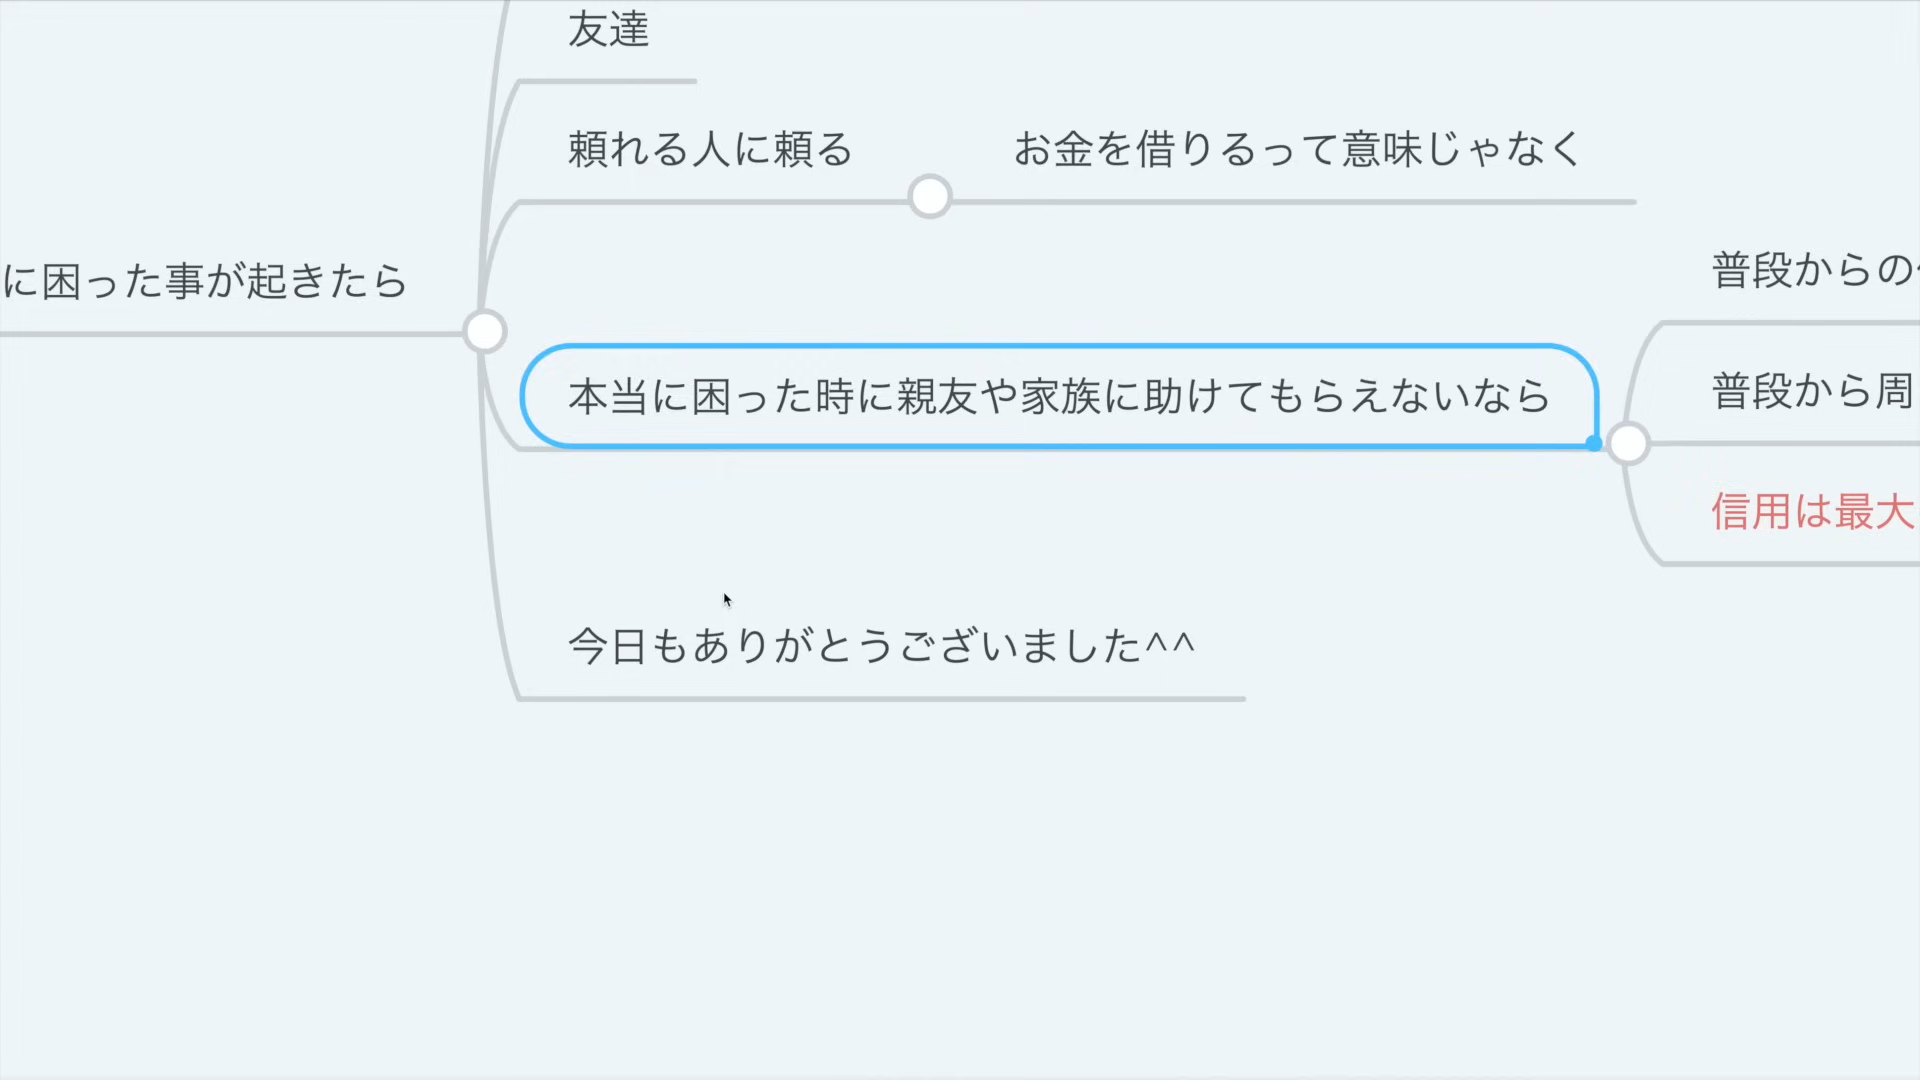 友達
頼れる人に頼る
お金を借りるって意味じゃなく
に困った事が起きたら
普段からの
本当に困った時に親友や家族に助けてもらえないなら
普段から周
信用は最大
今日もありがとうございました^^